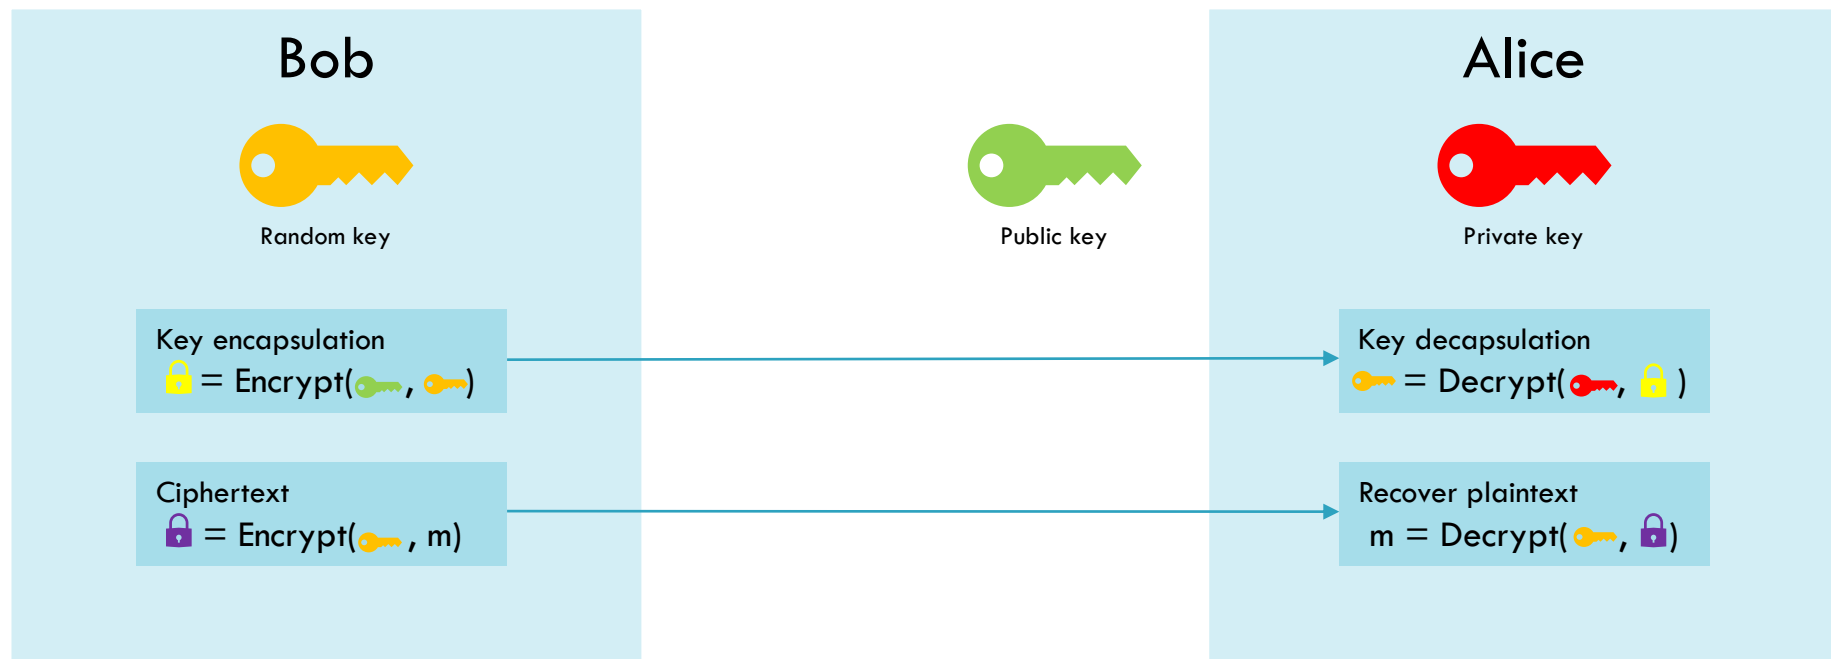 Bob
Alice
Random key
Public key
Private key
Key encapsulation
= Encrypt( , )
Key decapsulation
= Decrypt( , )
Ciphertext
= Encrypt( , m)
Recover plaintext
m = Decrypt( , )